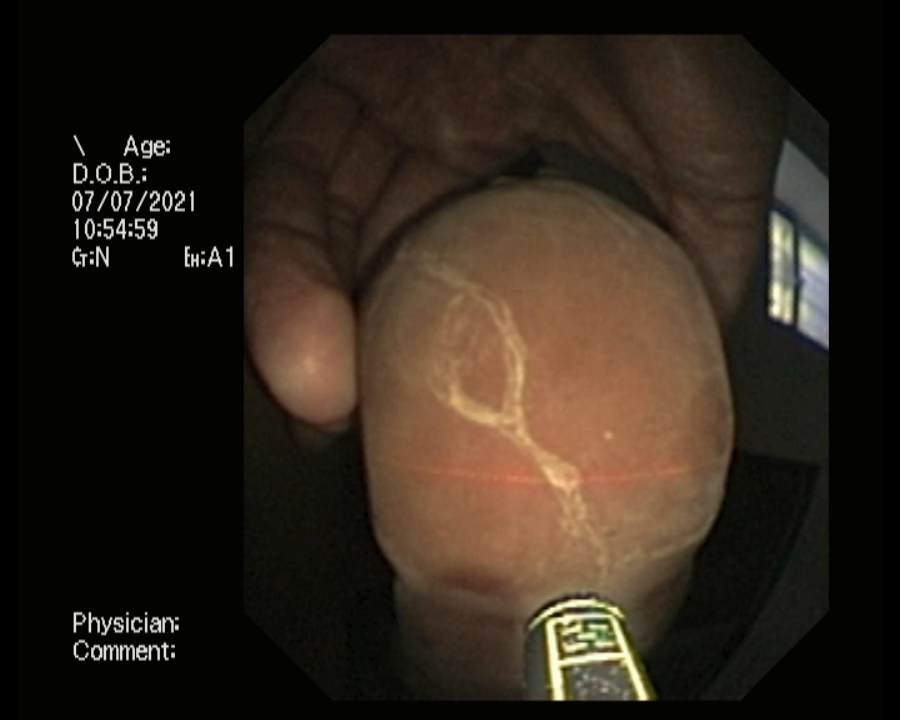 \ Age:
D.O.B.:
07/07/2021
10:54:59
Cr:N EH:A1
Physician:
Comment: